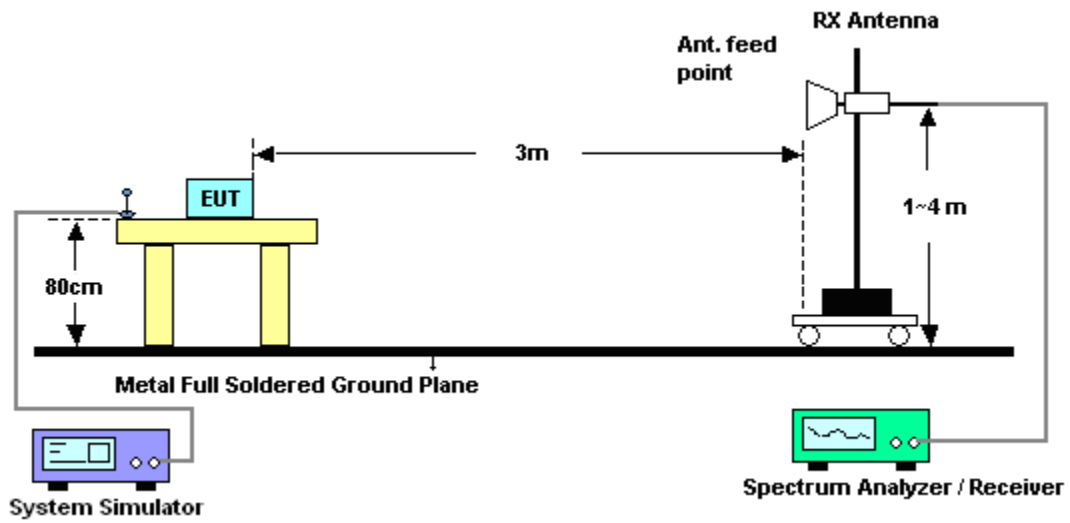 RX Antenna
Ant. feed
point
3m
EUT
1~4 m
80cm
Metal Full Soldered Ground Plane
System Simulator
Spectrum Analyzer / Receiver